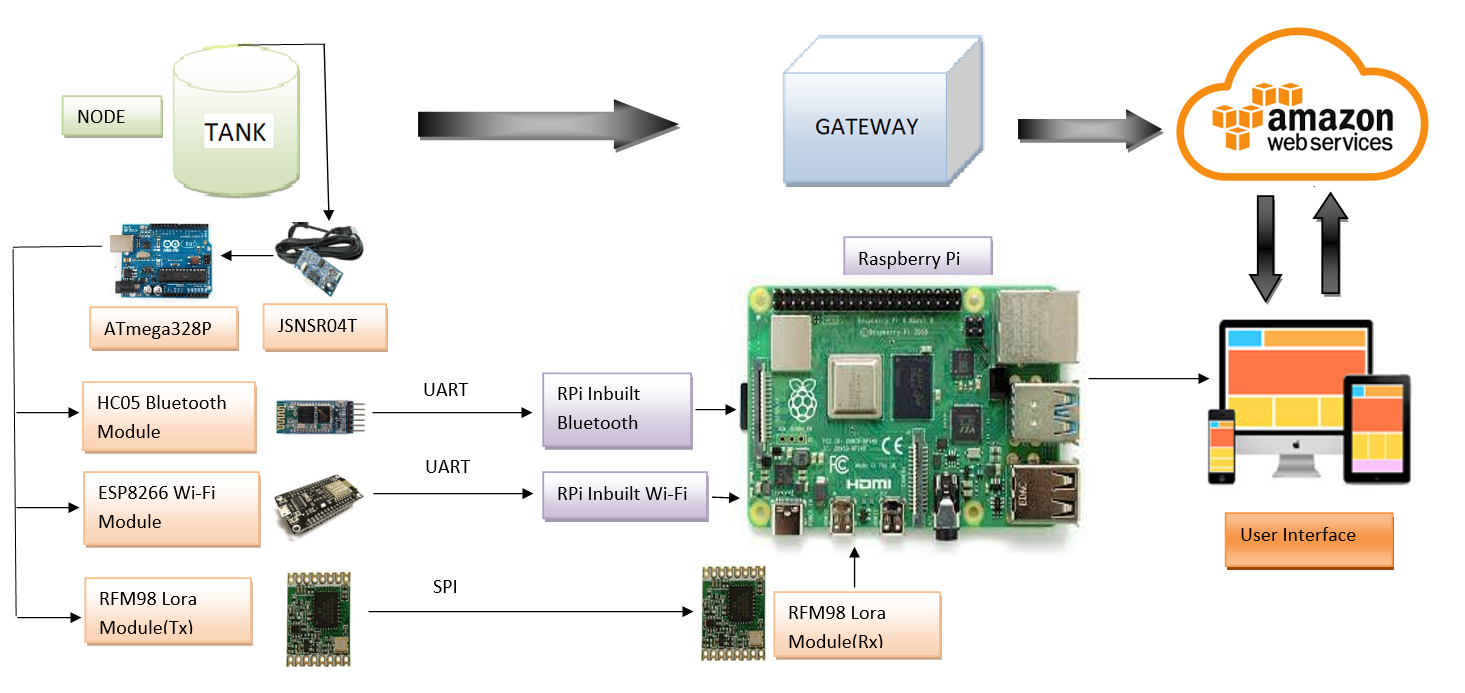 NODE
TANK
GATEWAY
amazon
web services
Raspberry Pi
ATmega328P
JSNSR04T
HC05 Bluetooth
Module
UART
RPi Inbuilt
Bluetooth
ESP8266 Wi-Fi
Module
UART
RPi Inbuilt Wi-Fi
HDMI
RFM98 Lora
Module(Tx)
SPI
RFM98 Lora
Module(Rx)
User Interface